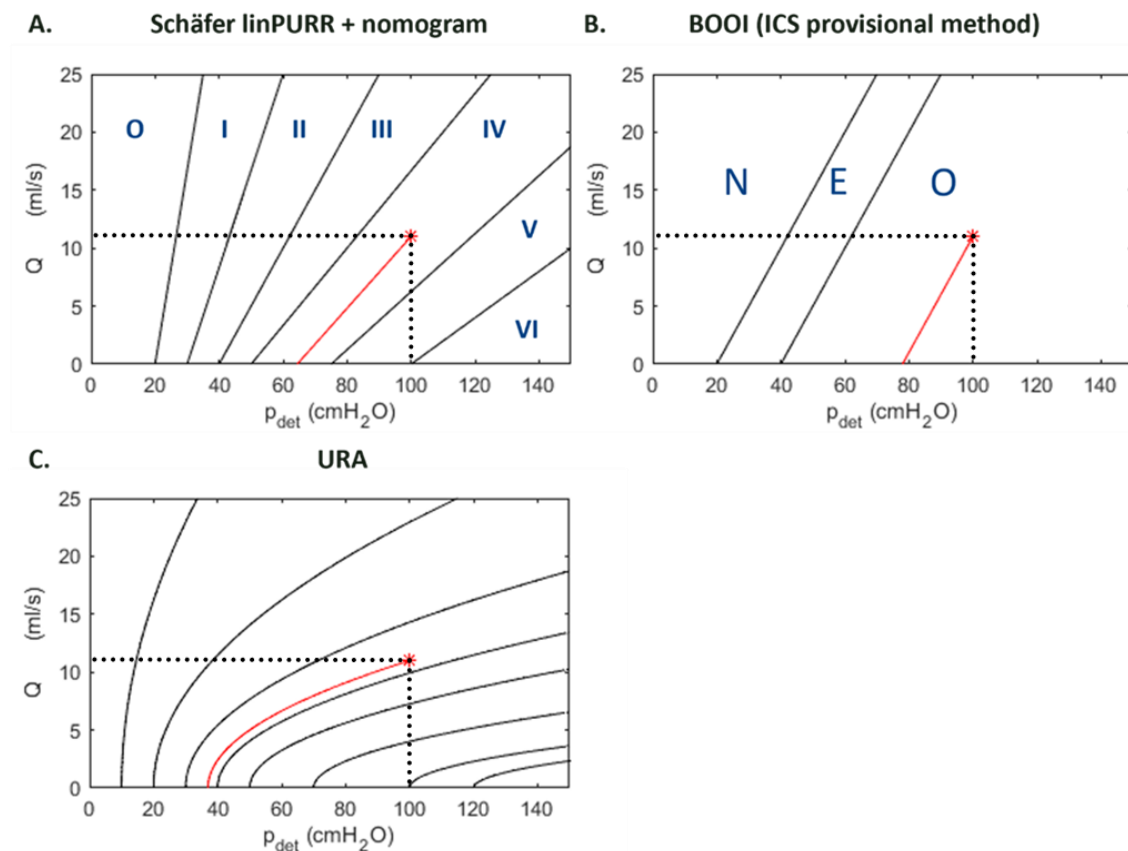 A. Schäfer linPURR + nomogram
25
20
15
10
5
0
Q (ml/s)
O I II III IV
V
VI
0 20 40 60 80 100 120 140
p_det (cmH₂O)
B. BOOI (ICS provisional method)
25
20
15
10
5
0
Q (ml/s)
N E O
0 20 40 60 80 100 120 140
p_det (cmH₂O)
C. URA
25
20
15
10
5
0
Q (ml/s)
0 20 40 60 80 100 120 140
p_det (cmH₂O)